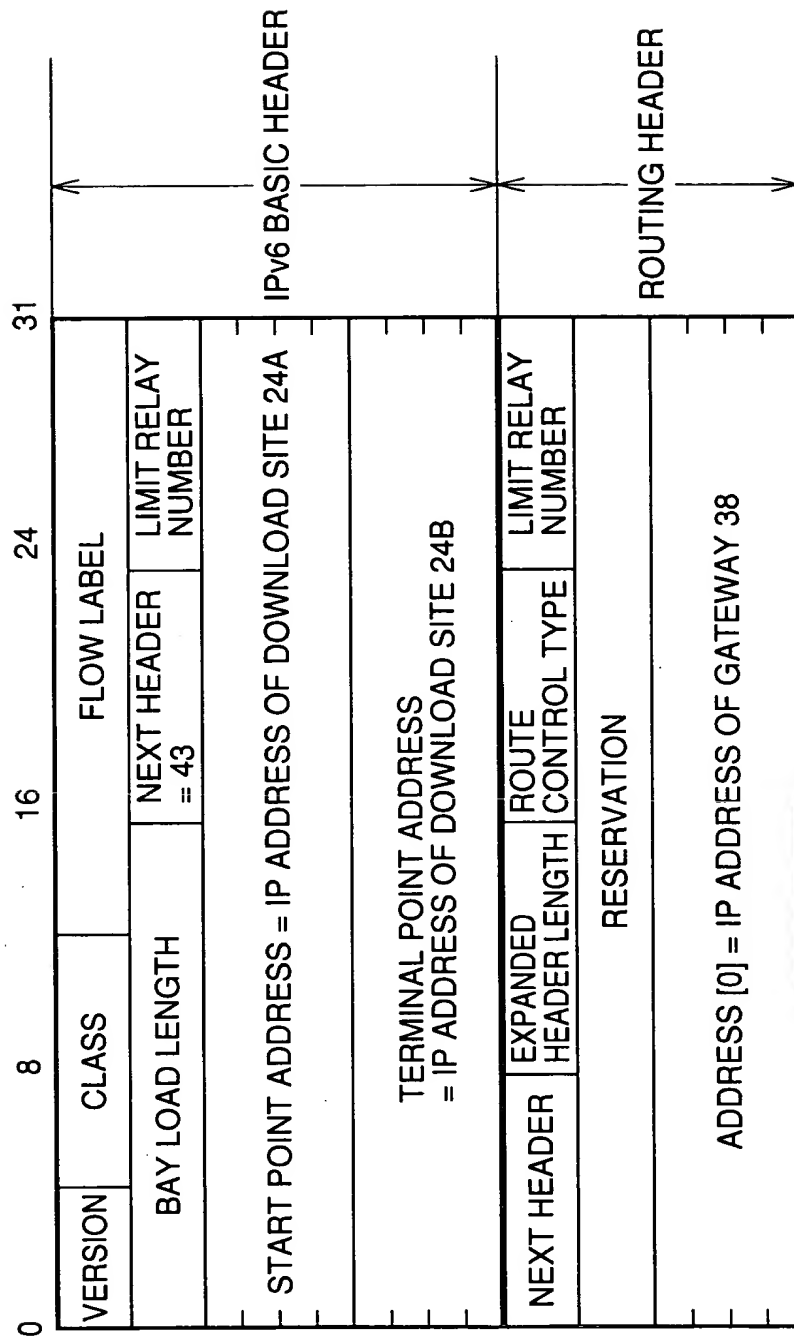 0 8 16 24 31
VERSION CLASS FLOW LABEL
BAY LOAD LENGTH NEXT HEADER LIMIT RELAY
= 43 NUMBER
START POINT ADDRESS = IP ADDRESS OF DOWNLOAD SITE 24A
TERMINAL POINT ADDRESS
= IP ADDRESS OF DOWNLOAD SITE 24B
IPv6 BASIC HEADER
NEXT HEADER EXPANDED ROUTE LIMIT RELAY
HEADER LENGTH CONTROL TYPE NUMBER
RESERVATION
ADDRESS [0] = IP ADDRESS OF GATEWAY 38
ROUTING HEADER